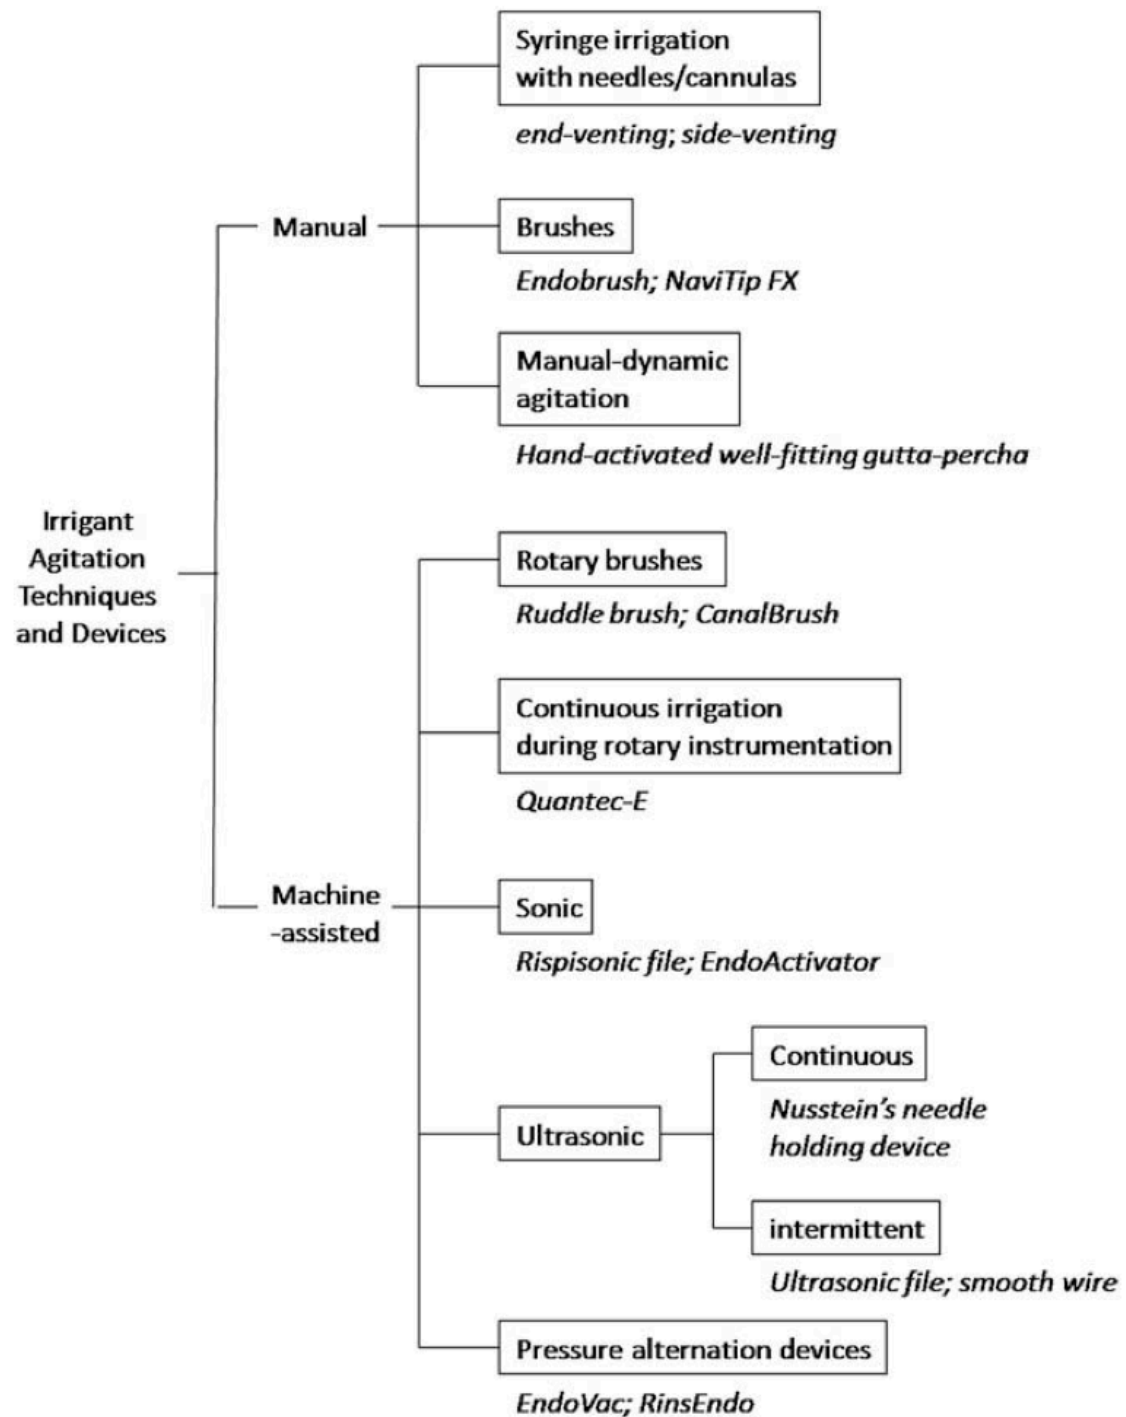 Irrigant
Agitation
Techniques
and Devices
Manual
Syringe irrigation
with needles/cannulas
end-venting; side-venting
Brushes
Endobrush; NaviTip FX
Manual-dynamic
agitation
Hand-activated well-fitting gutta-percha
Machine
-assisted
Rotary brushes
Ruddle brush; CanalBrush
Continuous irrigation
during rotary instrumentation
Quantec-E
Sonic
Rispisonic file; EndoActivator
Ultrasonic
Continuous
Nusstein’s needle
holding device
intermittent
Ultrasonic file; smooth wire
Pressure alternation devices
EndoVac; RinsEndo